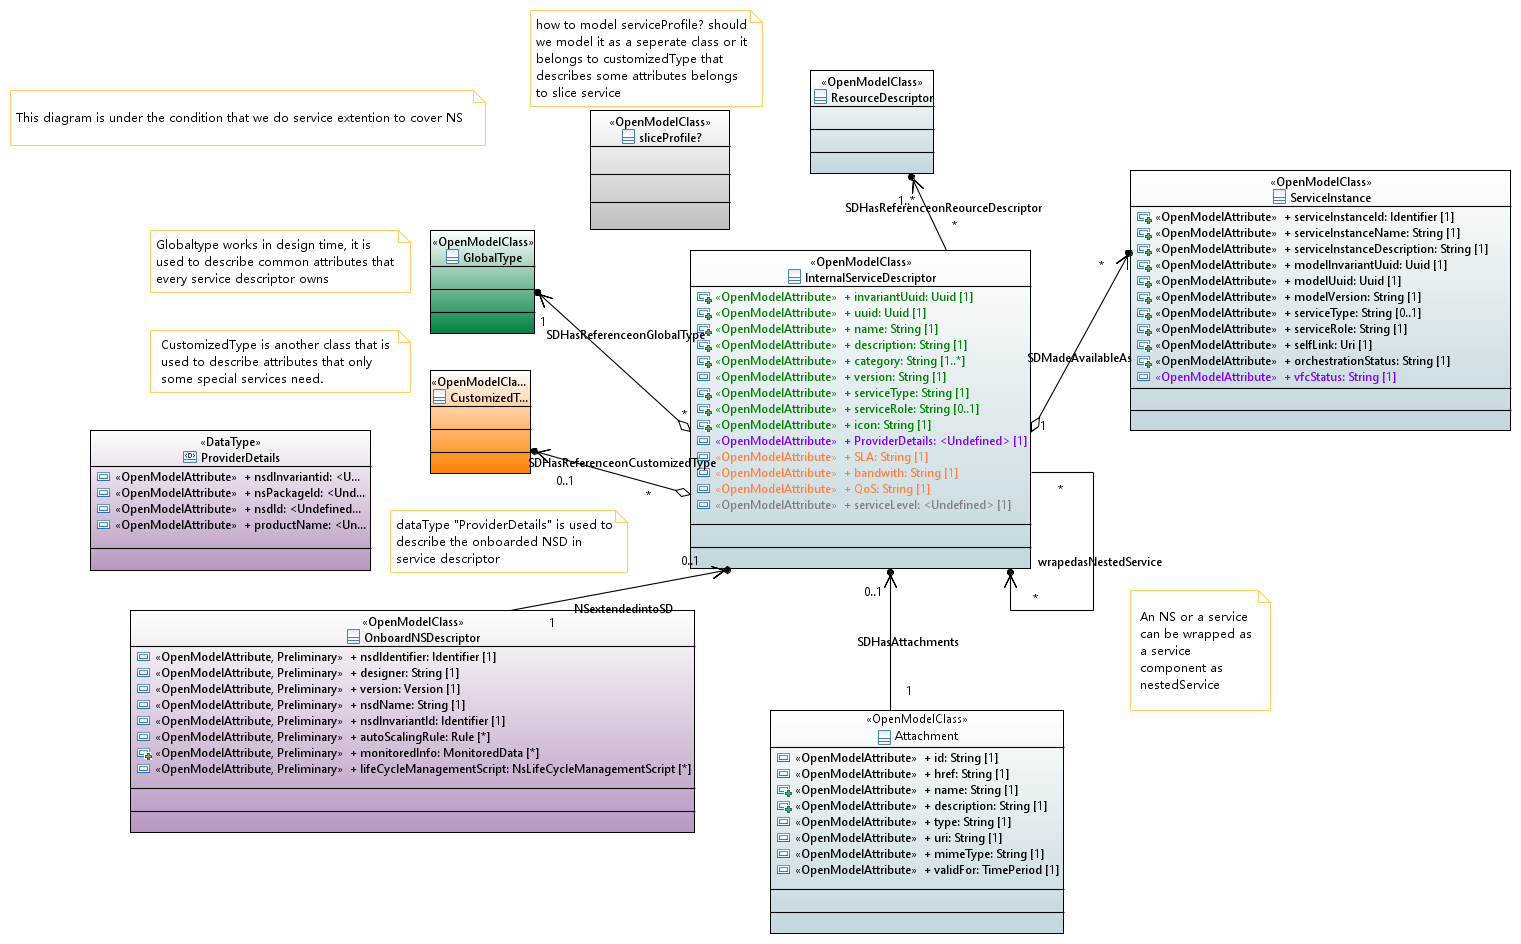 how to model serviceProfile? should
we model it as a seperate class or it
belongs to customizedType that
describes some attributes belongs
to slice service
This diagram is under the condition that we do service extention to cover NS
«OpenModelClass»
sliceProfile?
«OpenModelClass»
ResourceDescriptor
1..*
SDHasReferenceonReourceDescriptor
*
Globaltype works in design time, it is
used to describe common attributes that
every service descriptor owns
«OpenModelClass»
GlobalType
1
SDHasReferenceonGlobalType
*
CustomizedType is another class that is
used to describe attributes that only
some special services need.
«OpenModelCla...
CustomizedT...
SDHasReferenceonCustomizedType
0..1
*
«OpenModelClass»
InternalServiceDescriptor
«OpenModelAttribute» + invariantUuid: Uuid [1]
«OpenModelAttribute» + uuid: Uuid [1]
«OpenModelAttribute» + name: String [1]
«OpenModelAttribute» + description: String [1]
«OpenModelAttribute» + category: String [1..*]
«OpenModelAttribute» + version: String [1]
«OpenModelAttribute» + serviceType: String [1]
«OpenModelAttribute» + serviceRole: String [0..1]
«OpenModelAttribute» + icon: String [1]
«OpenModelAttribute» + ProviderDetails: <Undefined> [1]
«OpenModelAttribute» + SLA: String [1]
«OpenModelAttribute» + bandwith: String [1]
«OpenModelAttribute» + QoS: String [1]
«OpenModelAttribute» + serviceLevel: <Undefined> [1]
«OpenModelClass»
ServiceInstance
«OpenModelAttribute» + serviceInstanceId: Identifier [1]
«OpenModelAttribute» + serviceInstanceName: String [1]
«OpenModelAttribute» + serviceInstanceDescription: String [1]
«OpenModelAttribute» + modelInvariantUuid: Uuid [1]
«OpenModelAttribute» + modelUuid: Uuid [1]
«OpenModelAttribute» + modelVersion: String [1]
«OpenModelAttribute» + serviceType: String [0..1]
«OpenModelAttribute» + serviceRole: String [1]
«OpenModelAttribute» + selfLink: Uri [1]
«OpenModelAttribute» + orchestrationStatus: String [1]
«OpenModelAttribute» + vfcStatus: String [1]
*
SDMadeAvailableAs
1
«DataType»
ProviderDetails
«OpenModelAttribute» + nsdInvariantid: <U...
«OpenModelAttribute» + nsPackageId: <Und...
«OpenModelAttribute» + nsdId: <Undefined...
«OpenModelAttribute» + productName: <Un...
dataType "ProviderDetails" is used to
describe the onboarded NSD in
service descriptor
*
wrapedasNestedService
*
An NS or a service
can be wrapped as
a service
component as
nestedService
0..1
NSextendedintoSD
1
«OpenModelClass»
OnboardNSDescriptor
«OpenModelAttribute, Preliminary» + nsdIdentifier: Identifier [1]
«OpenModelAttribute, Preliminary» + designer: String [1]
«OpenModelAttribute, Preliminary» + version: Version [1]
«OpenModelAttribute, Preliminary» + nsdName: String [1]
«OpenModelAttribute, Preliminary» + nsdInvariantId: Identifier [1]
«OpenModelAttribute, Preliminary» + autoScalingRule: Rule [*]
«OpenModelAttribute, Preliminary» + monitoredInfo: MonitoredData [*]
«OpenModelAttribute, Preliminary» + lifeCycleManagementScript: NsLifeCycleManagementScript [*]
0..1
SDHasAttachments
1
«OpenModelClass»
Attachment
«OpenModelAttribute» + id: String [1]
«OpenModelAttribute» + href: String [1]
«OpenModelAttribute» + name: String [1]
«OpenModelAttribute» + description: String [1]
«OpenModelAttribute» + type: String [1]
«OpenModelAttribute» + uri: String [1]
«OpenModelAttribute» + mimeType: String [1]
«OpenModelAttribute» + validFor: TimePeriod [1]